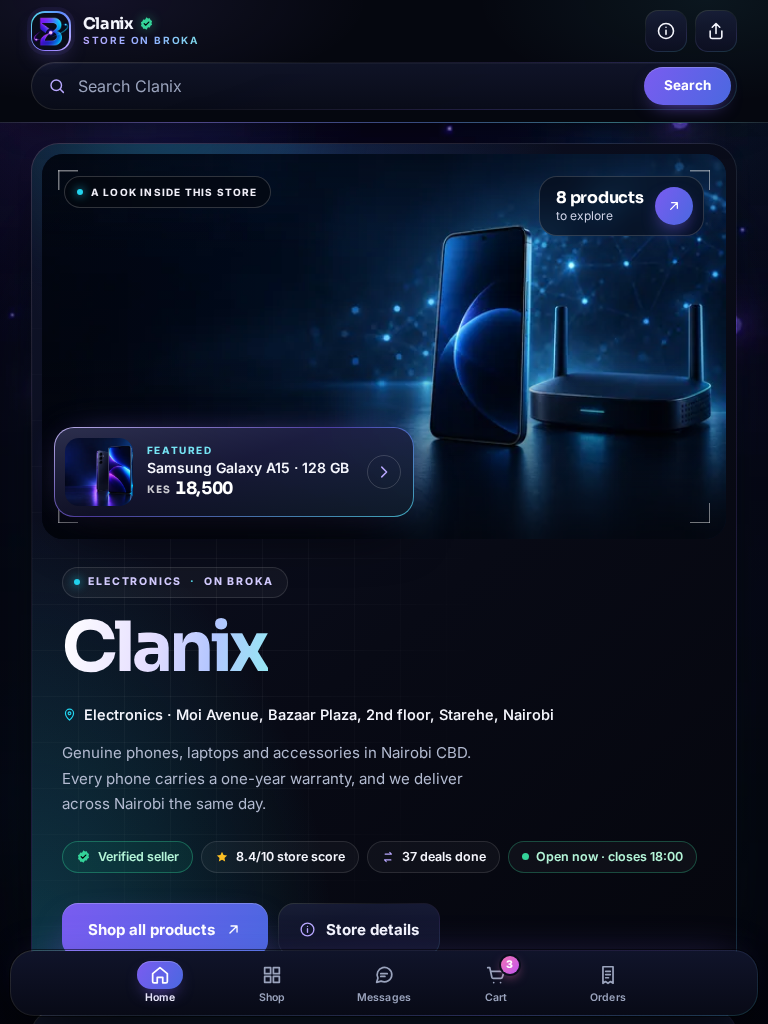 Clanix
STORE ON BROKA
Search Clanix
Search
A LOOK INSIDE THIS STORE
8 products
to explore
FEATURED
Samsung Galaxy A15 · 128 GB
KES 18,500
ELECTRONICS · ON BROKA
Clanix
Electronics · Moi Avenue, Bazaar Plaza, 2nd floor, Starehe, Nairobi
Genuine phones, laptops and accessories in Nairobi CBD.
Every phone carries a one-year warranty, and we deliver
across Nairobi the same day.
Verified seller
8.4/10 store score
37 deals done
Open now · closes 18:00
Shop all products
Store details
3
Home
Shop
Messages
Cart
Orders